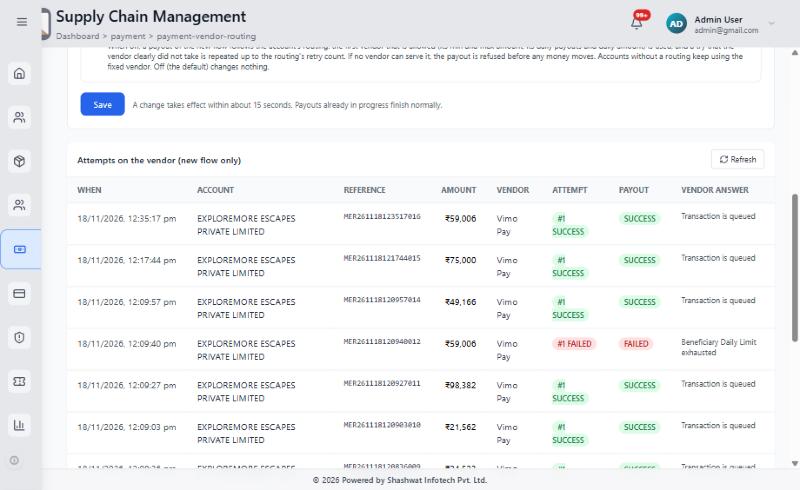 Supply Chain Management
Dashboard > payment > payment-vendor-routing
99+
AD
Admin User
admin@gmail.com
vendor clearly did not take is repeated up to the routing's retry count. If no vendor can serve it, the payout is refused before any money moves. Accounts without a routing keep using the
fixed vendor. Off (the default) changes nothing.
Save
A change takes effect within about 15 seconds. Payouts already in progress finish normally.
Attempts on the vendor (new flow only)
Refresh
WHEN ACCOUNT REFERENCE AMOUNT VENDOR ATTEMPT PAYOUT VENDOR ANSWER
18/11/2026, 12:35:17 pm EXPLOREMORE ESCAPES MER261118123517016 ₹59,006 Vimo #1 SUCCESS Transaction is queued
PRIVATE LIMITED Pay SUCCESS
18/11/2026, 12:17:44 pm EXPLOREMORE ESCAPES MER261118121744015 ₹75,000 Vimo #1 SUCCESS Transaction is queued
PRIVATE LIMITED Pay SUCCESS
18/11/2026, 12:09:57 pm EXPLOREMORE ESCAPES MER261118120957014 ₹49,166 Vimo #1 SUCCESS Transaction is queued
PRIVATE LIMITED Pay SUCCESS
18/11/2026, 12:09:40 pm EXPLOREMORE ESCAPES MER261118120940012 ₹59,006 Vimo #1 FAILED FAILED Beneficiary Daily Limit
PRIVATE LIMITED Pay exhausted
18/11/2026, 12:09:27 pm EXPLOREMORE ESCAPES MER261118120927011 ₹98,382 Vimo #1 SUCCESS Transaction is queued
PRIVATE LIMITED Pay SUCCESS
18/11/2026, 12:09:03 pm EXPLOREMORE ESCAPES MER261118120903010 ₹21,562 Vimo #1 SUCCESS Transaction is queued
PRIVATE LIMITED Pay SUCCESS
© 2026 Powered by Shashwat Infotech Pvt. Ltd.